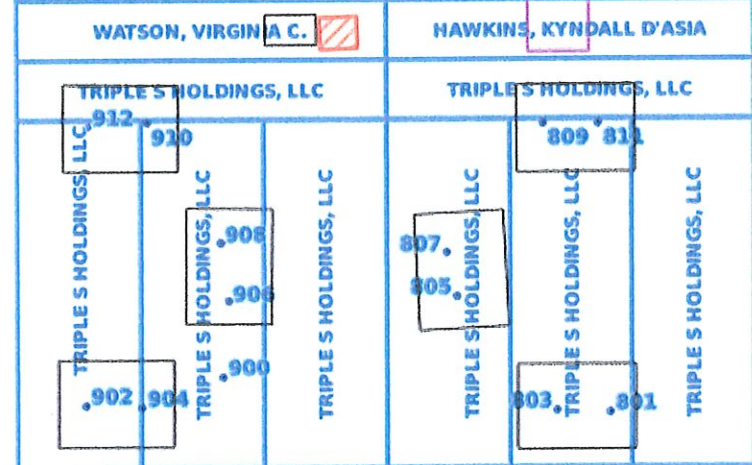 WATSON, VIRGINIA C.
HAWKINS, KYNDALL D'ASIA
TRIPLE S HOLDINGS, LLC
TRIPLE S HOLDINGS, LLC
912
910
809
811
TRIPLE S HOLDINGS, LLC
TRIPLE S HOLDINGS, LLC
TRIPLE S HOLDINGS, LLC
TRIPLE S HOLDINGS, LLC
TRIPLE S HOLDINGS, LLC
TRIPLE S HOLDINGS, LLC
908
807
906
805
900
902
904
803
801